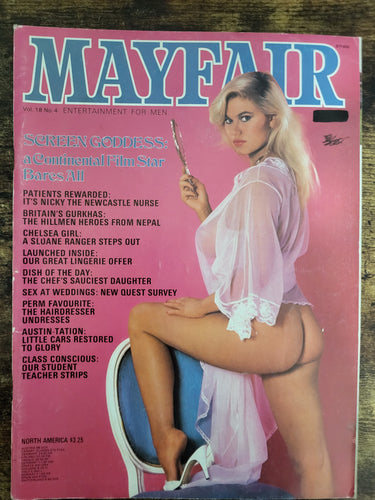 MAYFAIR
Vol. 18 No 4 ENTERTAINMENT FOR MEN
SCREEN GODDESS:
a Continental Film Star
Bares All
PATIENTS REWARDED:
IT'S NICKY THE NEWCASTLE NURSE
BRITAIN'S GURKHAS:
THE HILLMEN HEROES FROM NEPAL
CHELSEA GIRL:
A SLOANE RANGER STEPS OUT
LAUNCHED INSIDE:
OUR GREAT LINGERIE OFFER
DISH OF THE DAY:
THE CHEF'S SAUCIEST DAUGHTER
SEX AT WEDDINGS: NEW QUEST SURVEY
PERM FAVOURITE:
THE HAIRDRESSER
UNDRESSES
AUSTIN-TATION:
LITTLE CARS RESTORED
TO GLORY
CLASS CONSCIOUS:
OUR STUDENT
TEACHER STRIPS
NORTH AMERICA $3.25